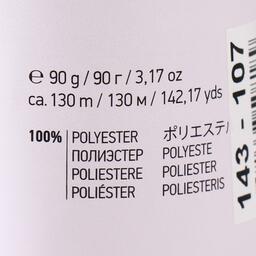 ℮ 90 g / 90 г / 3,17 oz
ca. 130 m / 130 м / 142,17 yds
100% POLYESTER ポリエステル
ПОЛИЭСТЕР POLYESTE
POLIESTERE POLIESTER
POLIÉSTER POLIESTERIS
143 - 107